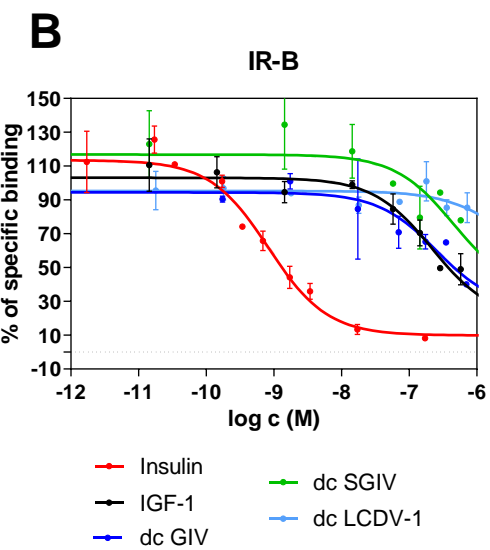 B
IR-B
150
130
110
90
70
50
30
10
-10
% of specific binding
-12 -11 -10 -9 -8 -7 -6
log c (M)
Insulin
IGF-1
dc GIV
dc SGIV
dc LCDV-1